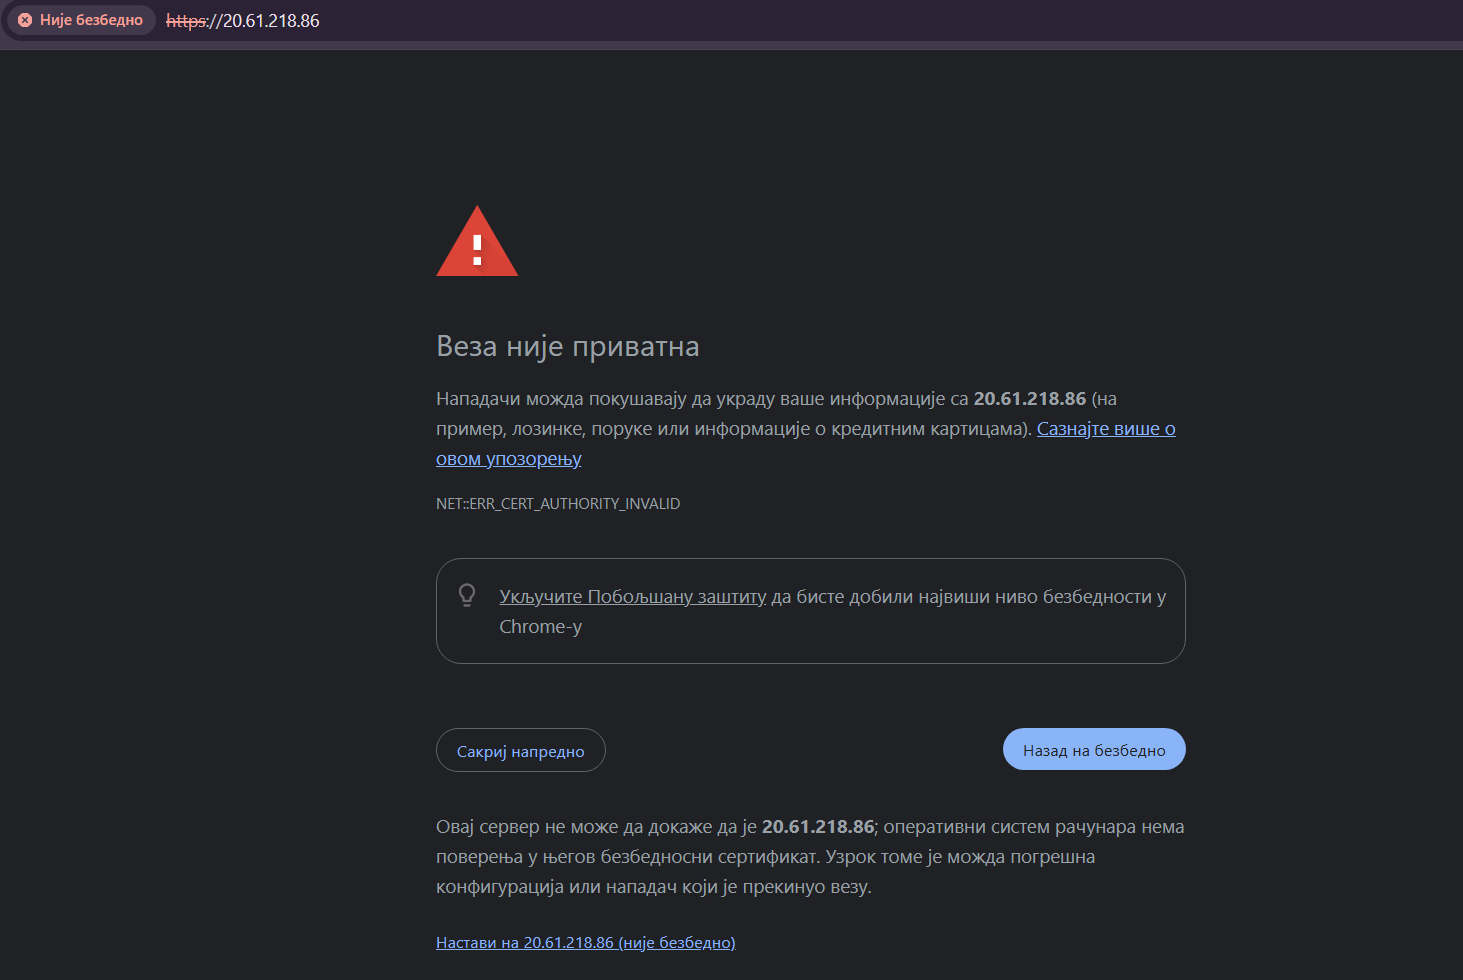 Није безбедно https://20.61.218.86
Веза није приватна
Нападачи можда покушавају да украду ваше информације са 20.61.218.86 (на
пример, лозинке, поруке или информације о кредитним картицама). Сазнајте више о
овом упозорењу
NET::ERR_CERT_AUTHORITY_INVALID
Укључите Побољшану заштиту да бисте добили највиши ниво безбедности у
Chrome-у
Сакриј напредно
Назад на безбедно
Овај сервер не може да докаже да је 20.61.218.86; оперативни систем рачунара нема
поверења у његов безбедносни сертификат. Узрок томе је можда погрешна
конфигурација или нападач који је прекинуо везу.
Настави на 20.61.218.86 (није безбедно)